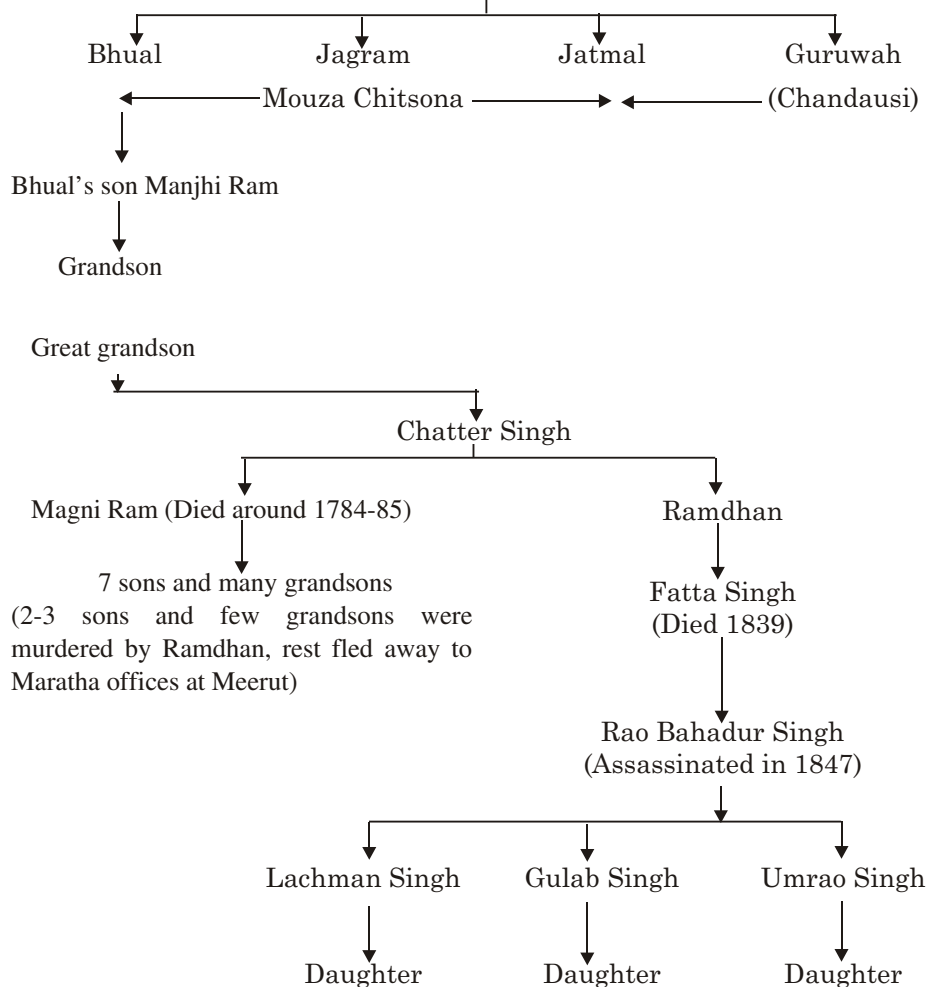 Bhual Jagram Jatmal Guruwah
Mouza Chitsona (Chandausi)
Bhual's son Manjhi Ram
Grandson
Great grandson
Chatter Singh
Magni Ram (Died around 1784-85) Ramdhan
7 sons and many grandsons
(2-3 sons and few grandsons were
murdered by Ramdhan, rest fled away to
Maratha offices at Meerut)
Fatta Singh
(Died 1839)
Rao Bahadur Singh
(Assassinated in 1847)
Lachman Singh Gulab Singh Umrao Singh
Daughter Daughter Daughter